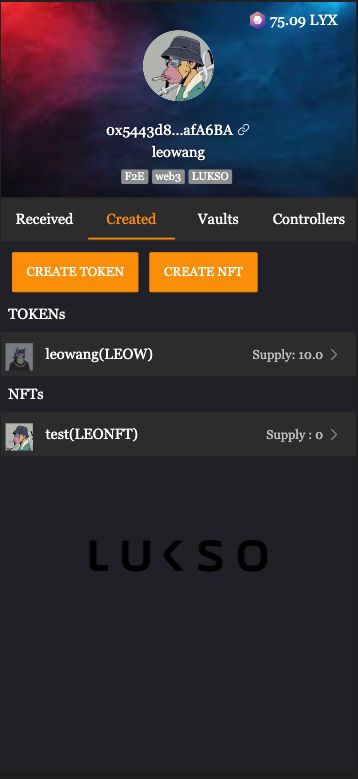 75.09 LYX
0x5443d8...afA6BA
leowang
F2E web3 LUKSO
Received Created Vaults Controllers
CREATE TOKEN CREATE NFT
TOKENs
leowang(LEOW) Supply: 10.0
NFTs
test(LEONFT) Supply : 0
LUKSO